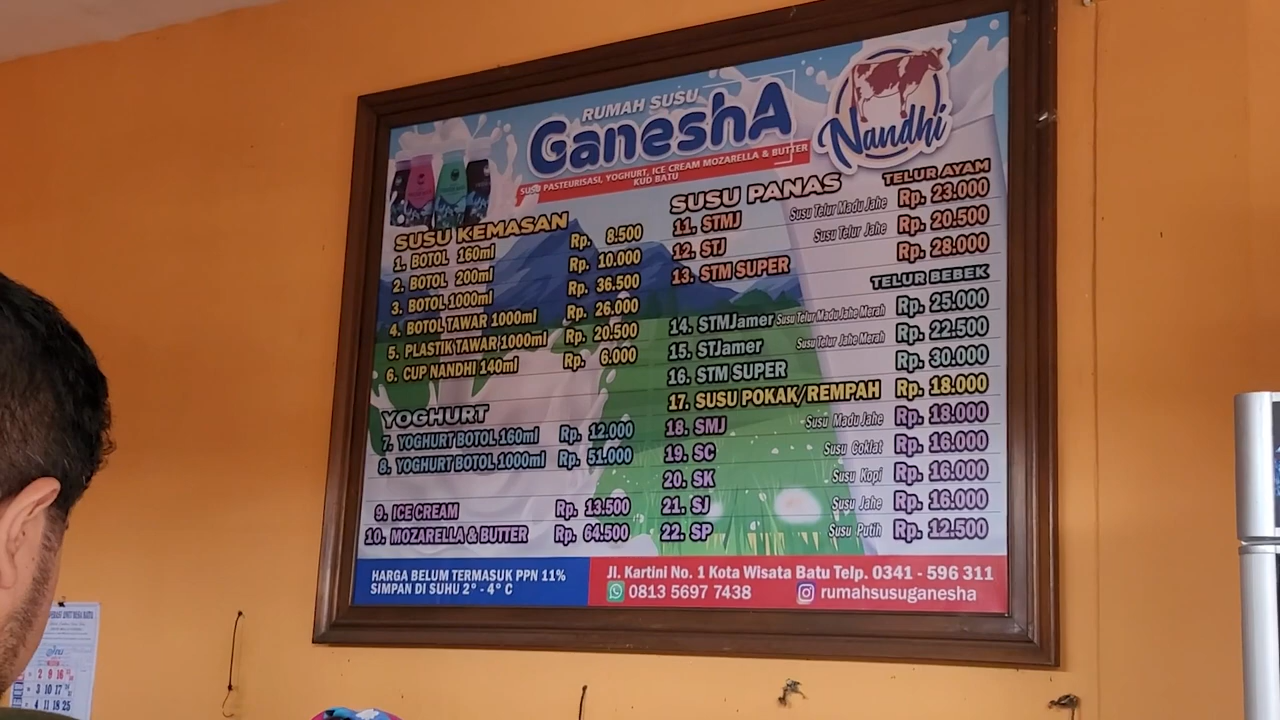 RUMAH SUSU
GaneshA
SUSU PASTEURISASI, YOGHURT, ICE CREAM MOZARELLA & BUTTER
KUD BATU
Nandhi
SUSU KEMASAN
1. BOTOL 160ml Rp. 8.500
2. BOTOL 200ml Rp. 10.000
3. BOTOL 1000ml Rp. 36.500
4. BOTOL TAWAR 1000ml Rp. 26.000
5. PLASTIK TAWAR 1000ml Rp. 20.500
6. CUP NANDHI 140ml Rp. 6.000
YOGHURT
7. YOGHURT BOTOL 160ml Rp. 12.000
8. YOGHURT BOTOL 1000ml Rp. 51.000
9. ICE CREAM Rp. 13.500
10. MOZARELLA & BUTTER Rp. 64.500
SUSU PANAS
TELUR AYAM
11. STMJ Susu Telur Madu Jahe Rp. 23.000
12. STJ Susu Telur Jahe Rp. 20.500
13. STM SUPER Rp. 28.000
TELUR BEBEK
14. STMJamer Susu Telur Madu Jahe Merah Rp. 25.000
15. STJamer Susu Telur Jahe Merah Rp. 22.500
16. STM SUPER Rp. 30.000
17. SUSU POKAK/REMPAH Rp. 18.000
18. SMJ Susu Madu Jahe Rp. 18.000
19. SC Susu Coklat Rp. 16.000
20. SK Susu Kopi Rp. 16.000
21. SJ Susu Jahe Rp. 16.000
22. SP Susu Putih Rp. 12.500
HARGA BELUM TERMASUK PPN 11%
SIMPAN DI SUHU 2° - 4° C
Jl. Kartini No. 1 Kota Wisata Batu Telp. 0341 - 596 311
0813 5697 7438 rumahsusuganesha
2 9 16
3 10 17
4 11 18 25